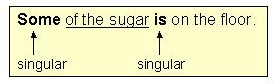 Some of the sugar is on the floor.
singular singular